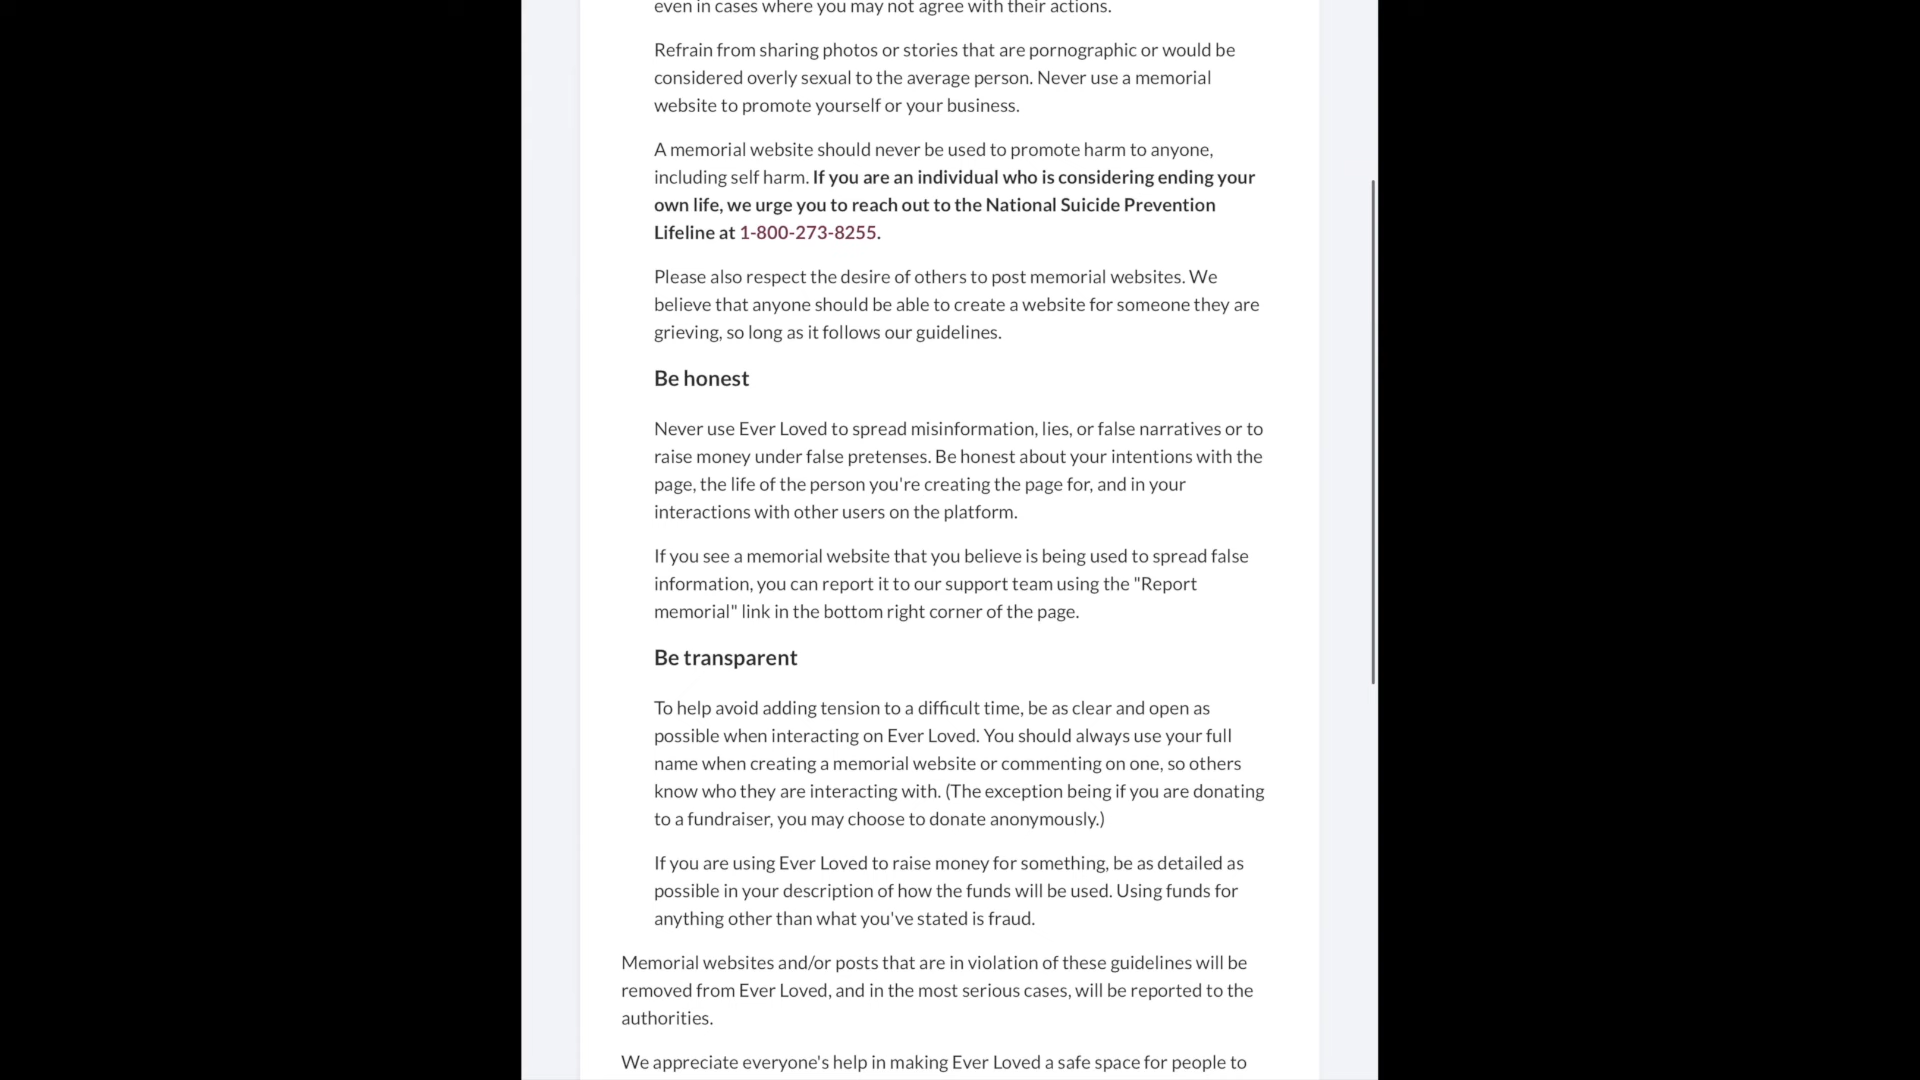 even in cases where you may not agree with their actions.
Refrain from sharing photos or stories that are pornographic or would be
considered overly sexual to the average person. Never use a memorial
website to promote yourself or your business.
A memorial website should never be used to promote harm to anyone,
including self harm. If you are an individual who is considering ending your
own life, we urge you to reach out to the National Suicide Prevention
Lifeline at 1-800-273-8255.
Please also respect the desire of others to post memorial websites. We
believe that anyone should be able to create a website for someone they are
grieving, so long as it follows our guidelines.
Be honest
Never use Ever Loved to spread misinformation, lies, or false narratives or to
raise money under false pretenses. Be honest about your intentions with the
page, the life of the person you're creating the page for, and in your
interactions with other users on the platform.
If you see a memorial website that you believe is being used to spread false
information, you can report it to our support team using the "Report
memorial" link in the bottom right corner of the page.
Be transparent
To help avoid adding tension to a difficult time, be as clear and open as
possible when interacting on Ever Loved. You should always use your full
name when creating a memorial website or commenting on one, so others
know who they are interacting with. (The exception being if you are donating
to a fundraiser, you may choose to donate anonymously.)
If you are using Ever Loved to raise money for something, be as detailed as
possible in your description of how the funds will be used. Using funds for
anything other than what you've stated is fraud.
Memorial websites and/or posts that are in violation of these guidelines will be
removed from Ever Loved, and in the most serious cases, will be reported to the
authorities.
We appreciate everyone's help in making Ever Loved a safe space for people to